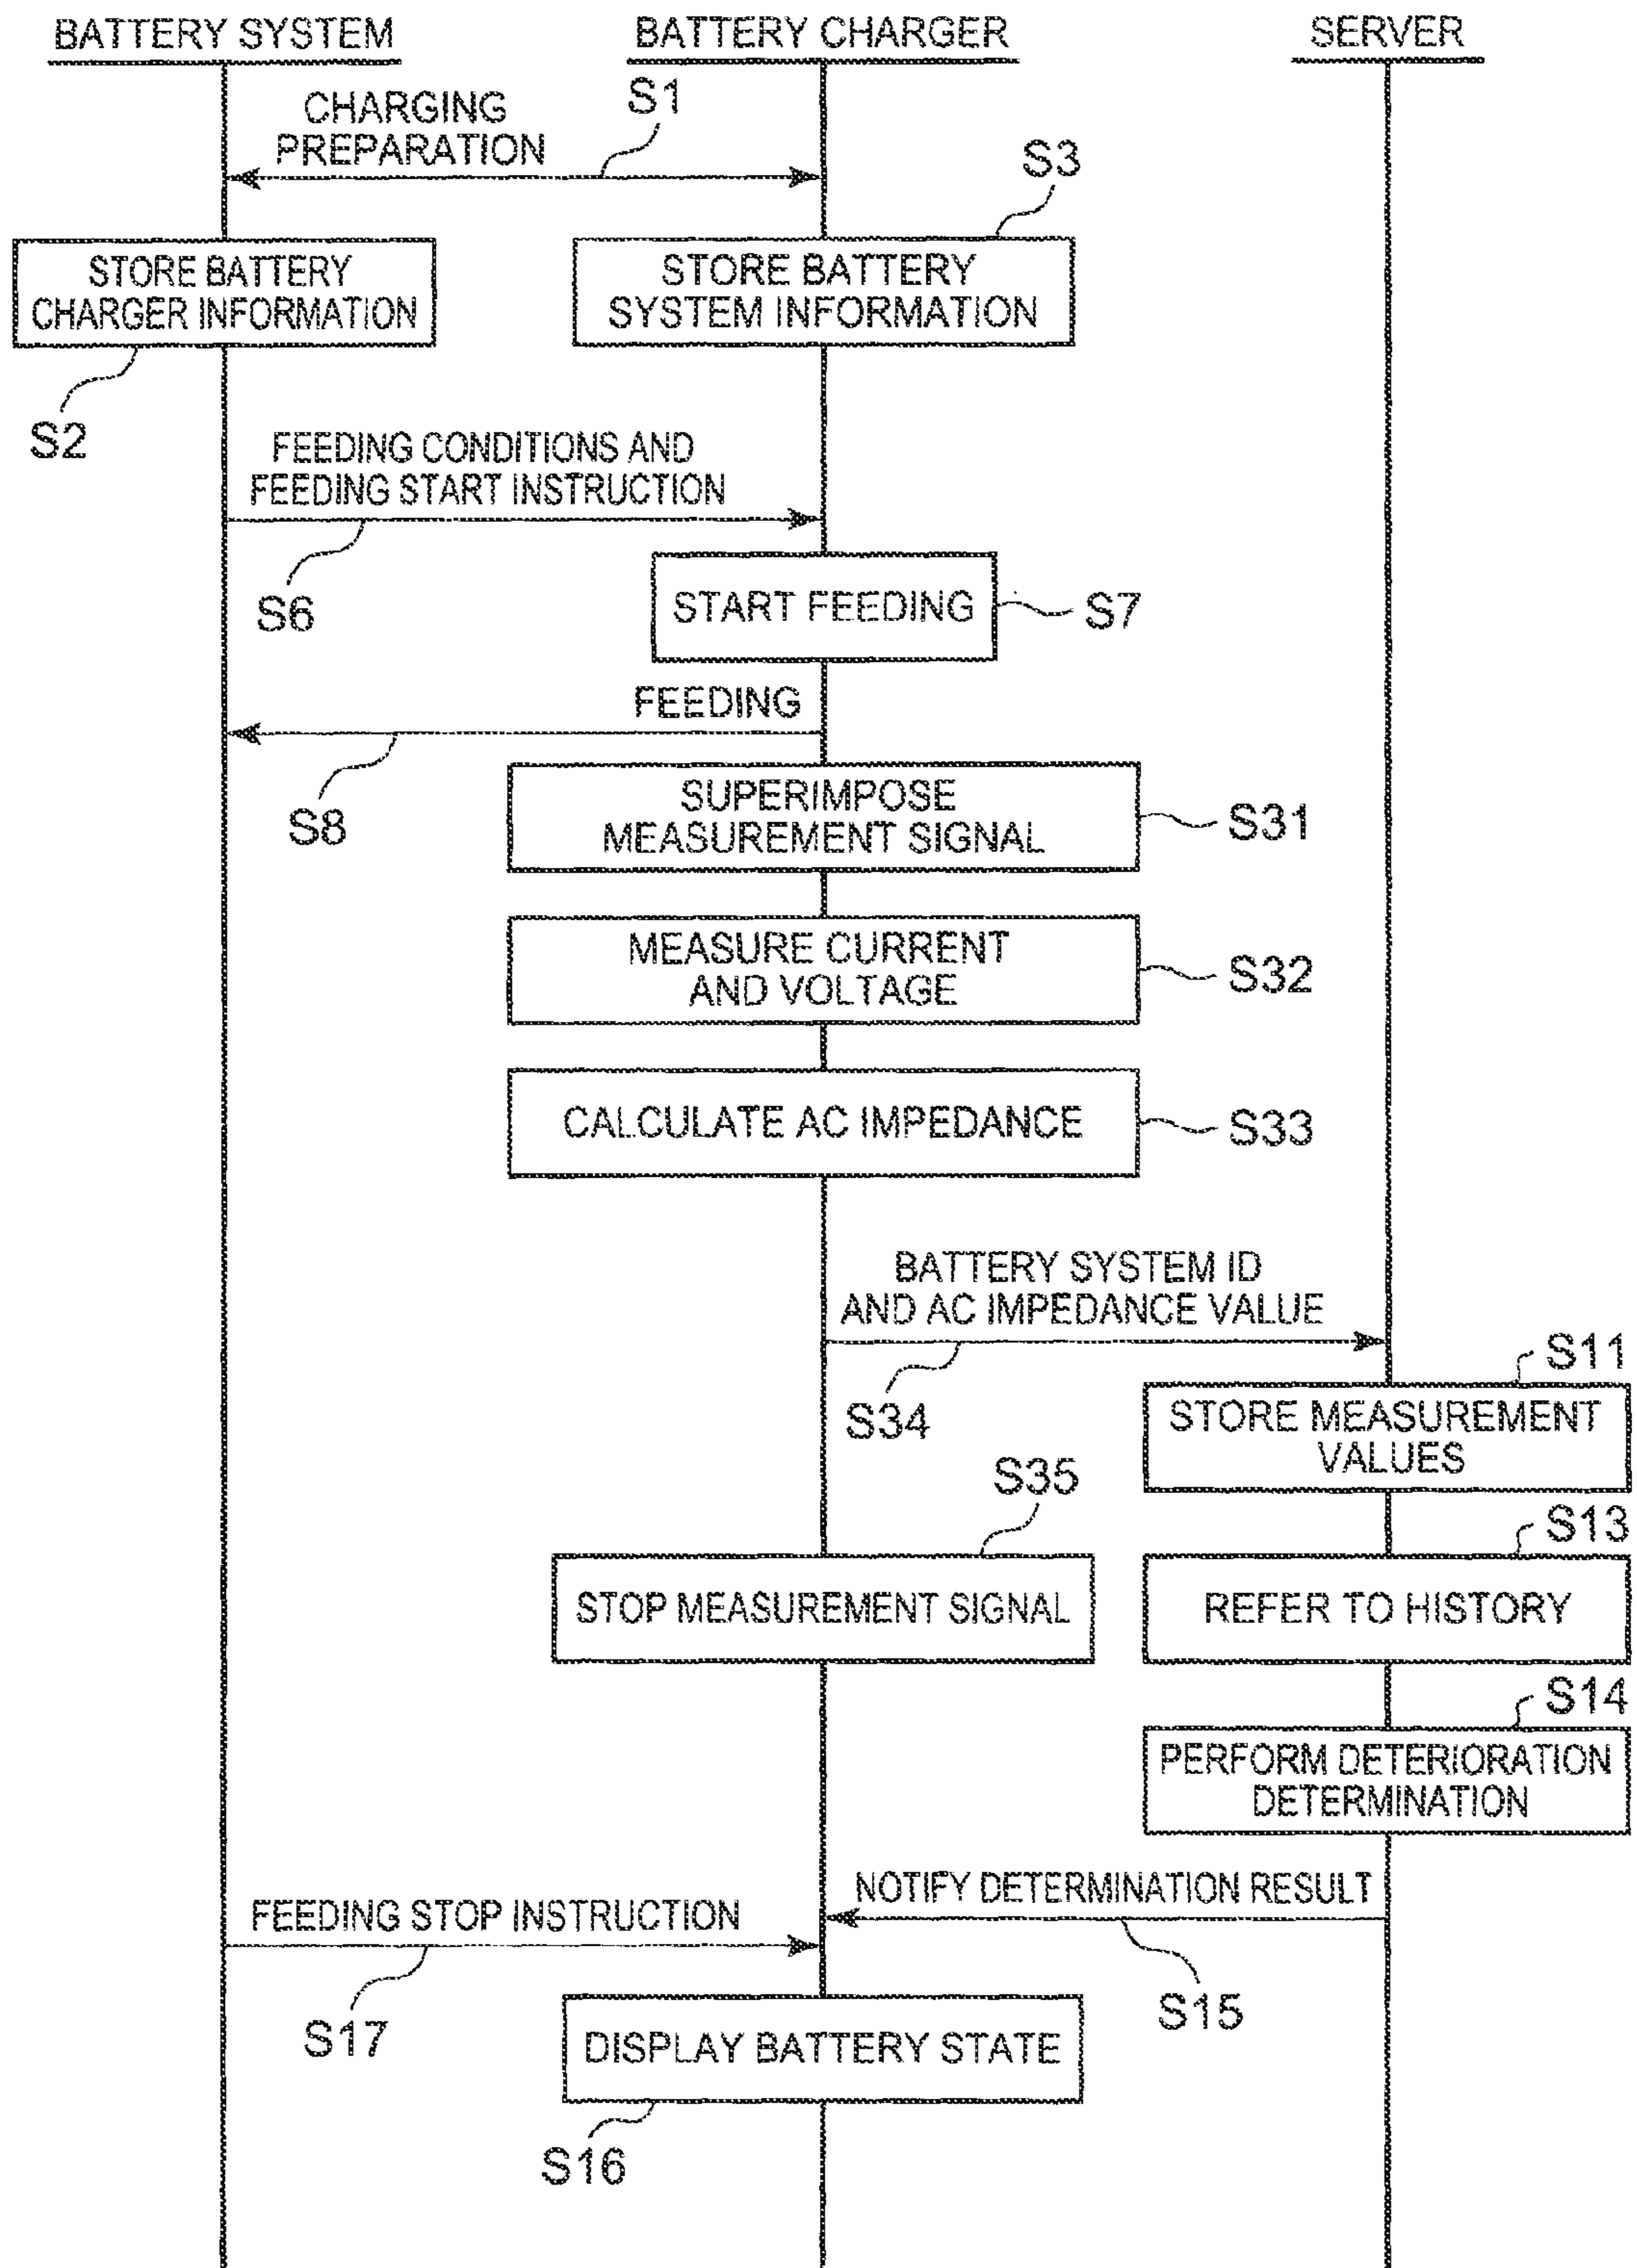 BATTERY SYSTEM
BATTERY CHARGER
SERVER
CHARGING
PREPARATION
S1
S3
STORE BATTERY
CHARGER INFORMATION
STORE BATTERY
SYSTEM INFORMATION
S2
FEEDING CONDITIONS AND
FEEDING START INSTRUCTION
S6
START FEEDING
S7
FEEDING
S8
SUPERIMPOSE
MEASUREMENT SIGNAL
S31
MEASURE CURRENT
AND VOLTAGE
S32
CALCULATE AC IMPEDANCE
S33
BATTERY SYSTEM ID
AND AC IMPEDANCE VALUE
S34
S11
STORE MEASUREMENT
VALUES
S35
S13
STOP MEASUREMENT SIGNAL
REFER TO HISTORY
S14
PERFORM DETERIORATION
DETERMINATION
NOTIFY DETERMINATION RESULT
FEEDING STOP INSTRUCTION
S15
S17
DISPLAY BATTERY STATE
S16